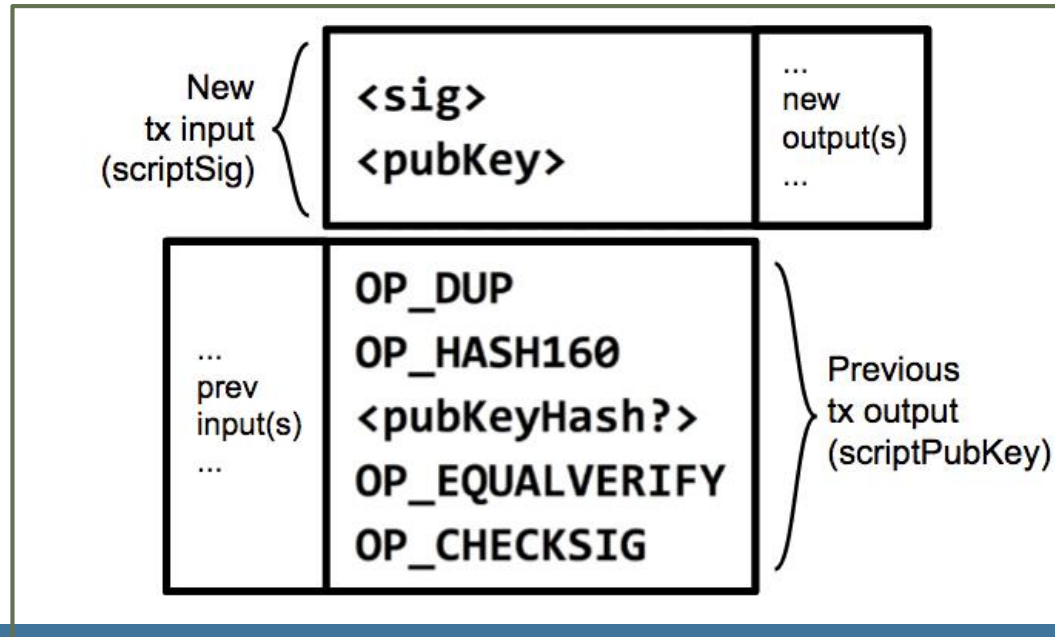 New
tx input
(scriptSig)
<sig>
<pubKey>
...
new
output(s)
...
...
prev
input(s)
...
OP_DUP
OP_HASH160
<pubKeyHash?>
OP_EQUALVERIFY
OP_CHECKSIG
Previous
tx output
(scriptPubKey)